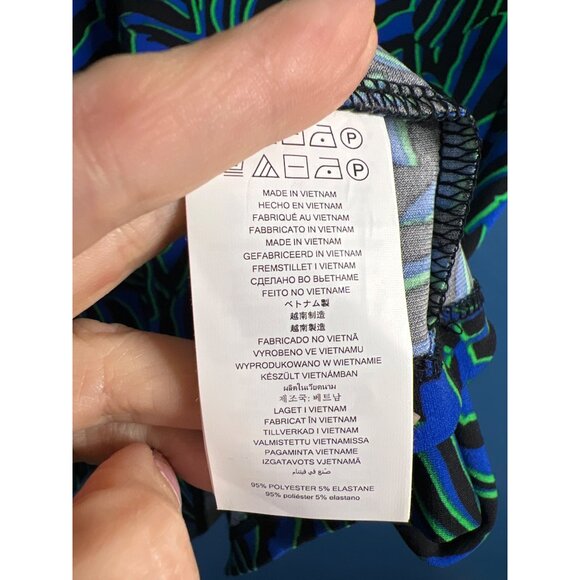 P
P
MADE IN VIETNAM
HECHO EN VIETNAM
FABRIQUÉ AU VIETNAM
FABBRICATO IN VIETNAM
MADE IN VIETNAM
GEFABRICEERD IN VIETNAM
FREMSTILLET I VIETNAM
СДЕЛАНО ВО ВЬЕТНАМЕ
FEITO NO VIETNAME
ベトナム製
越南制造
越南製造
FABRICADO NO VIETNÃ
VYROBENO VE VIETNAMU
WYPRODUKOWANO W WIETNAMIE
KÉSZÜLT VIETNÁMBAN
ผลิตในเวียดนาม
제조국: 베트남
LAGET I VIETNAM
FABRICAT ÎN VIETNAM
TILLVERKAD I VIETNAM
VALMISTETTU VIETNAMISSA
PAGAMINTA VIETNAME
IZGATAVOTS VJETNAMĀ
صنع في فيتنام
95% POLYESTER 5% ELASTANE
95% poliéster 5% elastano